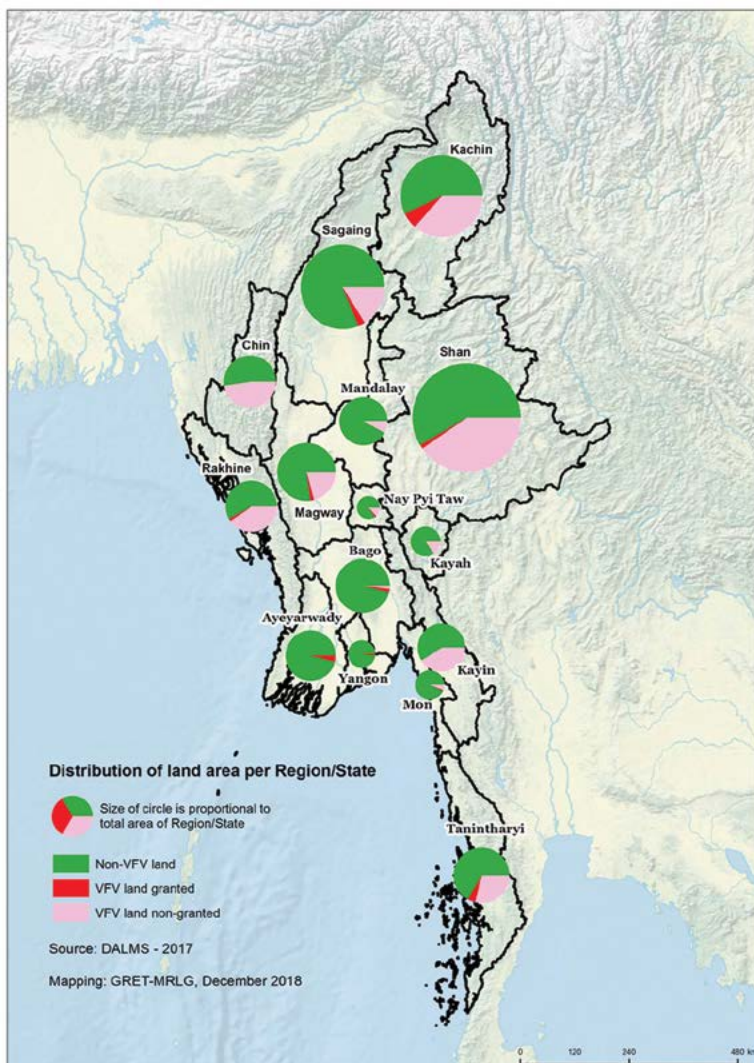 Kachin
Sagaing
Chin
Shan
Mandalay
Rakhine
Magway
Nay Pyi Taw
Kayah
Bago
Ayeyarwady
Yangon
Kayin
Mon
Distribution of land area per Region/State
Size of circle is proportional to
total area of Region/State
Non-VFV land
VFV land granted
VFV land non-granted
Source: DALMS - 2017
Mapping: GRET-MRLG, December 2018
Tanintharyi
0 120 240 480 km